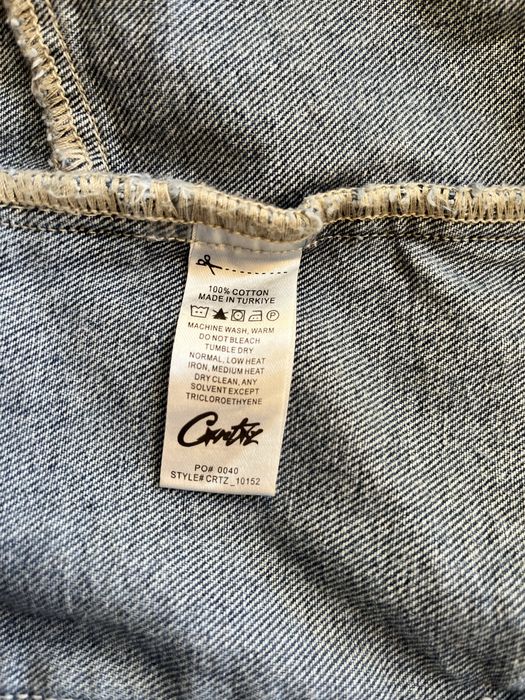 100% COTTON
MADE IN TURKIYE
MACHINE WASH, WARM
DO NOT BLEACH
TUMBLE DRY
NORMAL, LOW HEAT
IRON, MEDIUM HEAT
DRY CLEAN, ANY
SOLVENT EXCEPT
TRICLOROETHYENE
Crtz
PO# 0040
STYLE# CRTZ_10152